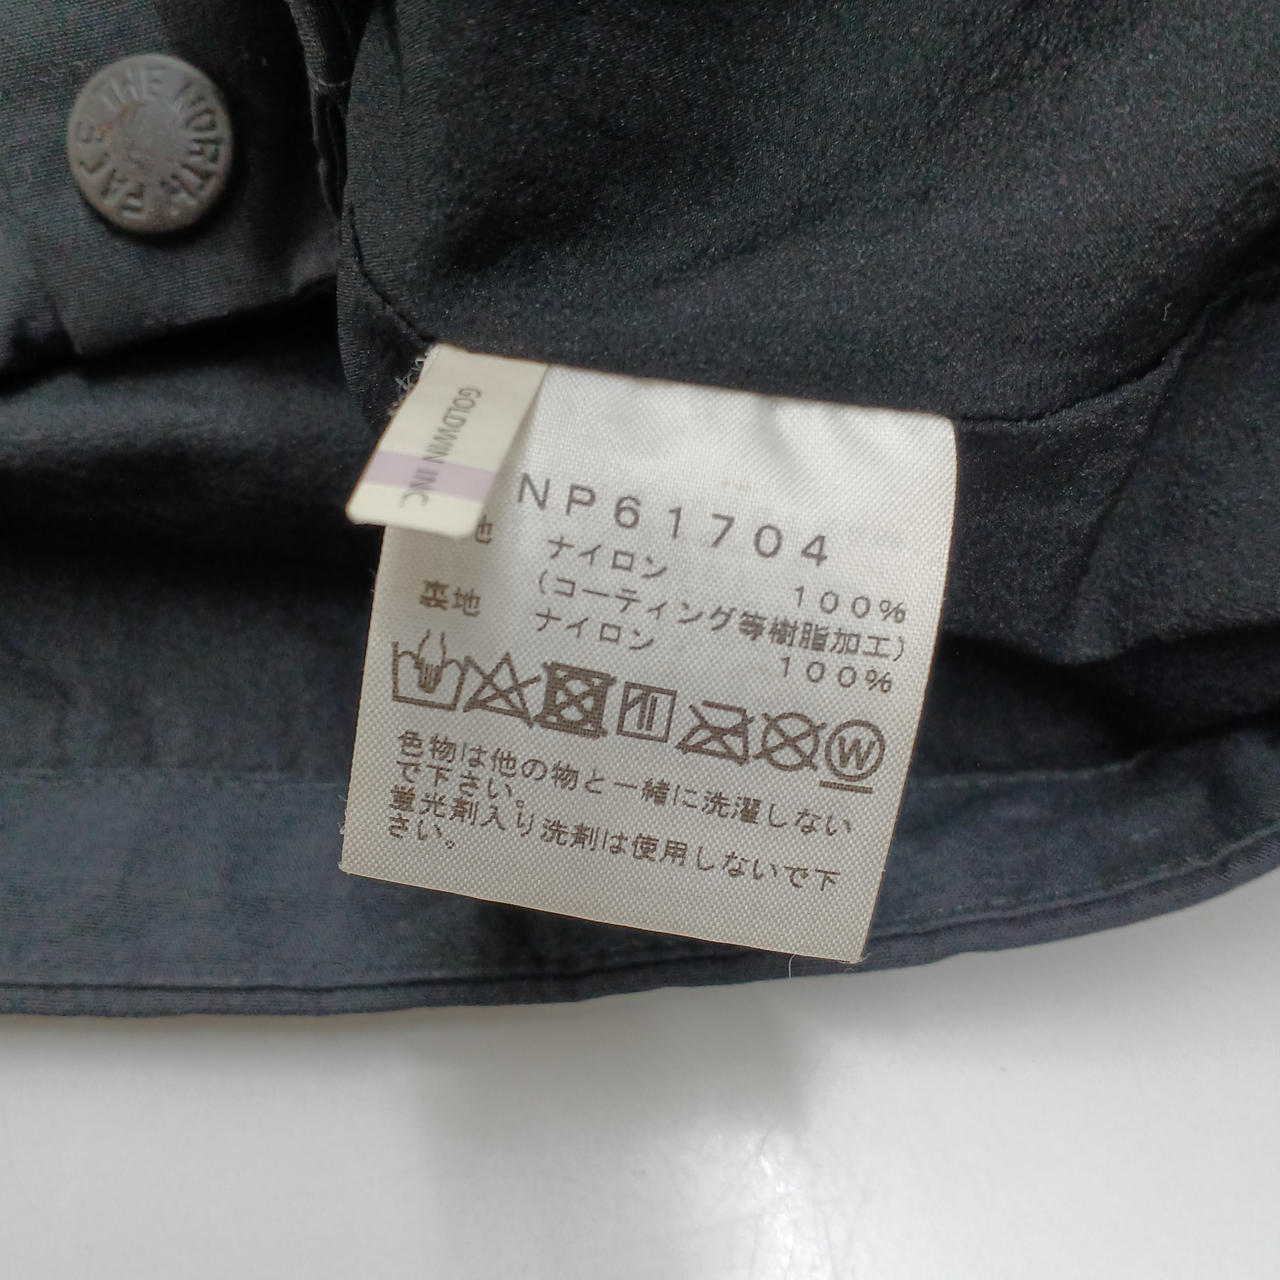 THE NORTH FACE
GOLDWIN INC.
NP61704
ナイロン 100%
(コーティング等樹脂加工)
裏地 ナイロン 100%
W
色物は他の物と一緒に洗濯しない
で下さい。
蛍光剤入り洗剤は使用しないで下
さい。